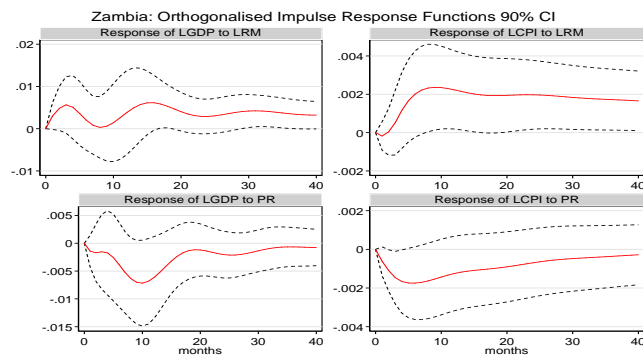 Zambia: Orthogonalised Impulse Response Functions 90% CI
Response of LGDP to LRM
.02
.01
0
-.01
0 10 20 30 40
Response of LCPI to LRM
.004
.002
0
-.002
0 10 20 30 40
Response of LGDP to PR
.005
0
-.005
-.01
-.015
0 10 20 30 40
months
Response of LCPI to PR
.002
0
-.002
-.004
0 10 20 30 40
months